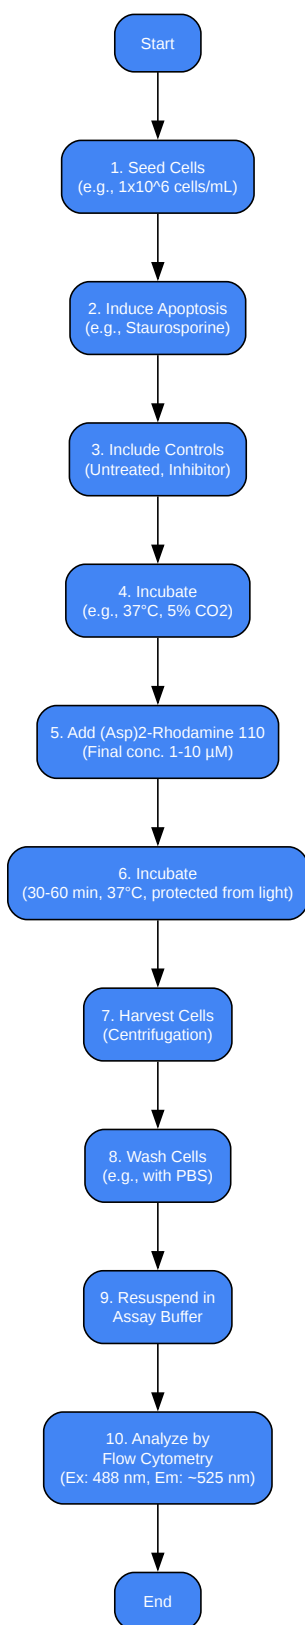 Start
1. Seed Cells
(e.g., 1x10^6 cells/mL)
2. Induce Apoptosis
(e.g., Staurosporine)
3. Include Controls
(Untreated, Inhibitor)
4. Incubate
(e.g., 37°C, 5% CO2)
5. Add (Asp)2-Rhodamine 110
(Final conc. 1-10 µM)
6. Incubate
(30-60 min, 37°C, protected from light)
7. Harvest Cells
(Centrifugation)
8. Wash Cells
(e.g., with PBS)
9. Resuspend in
Assay Buffer
10. Analyze by
Flow Cytometry
(Ex: 488 nm, Em: ~525 nm)
End